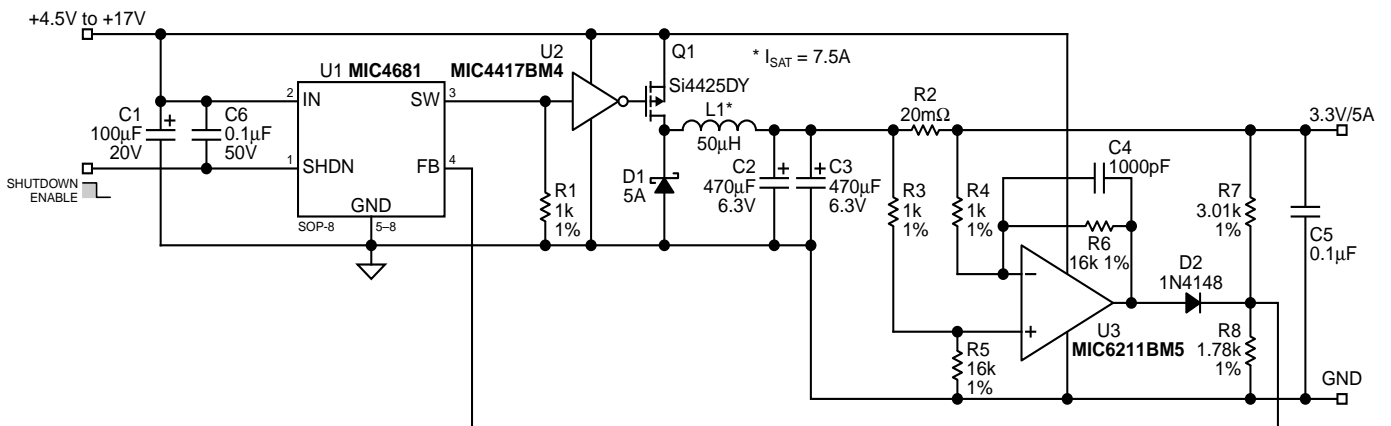 +4.5V to +17V
U1 MIC4681
2
IN
SW
3
1
SHDN
FB
4
GND
SOP-8
5–8
C1
100µF
20V
+
C6
0.1µF
50V
SHUTDOWN
ENABLE
U2
MIC4417BM4
Q1
Si4425DY
* ISAT = 7.5A
R1
1k
1%
D1
5A
L1*
50µH
C2
470µF
6.3V
+
C3
470µF
6.3V
+
R2
20mΩ
R3
1k
1%
R4
1k
1%
C4
1000pF
R6
16k 1%
−
+
U3
MIC6211BM5
R5
16k
1%
D2
1N4148
R7
3.01k
1%
R8
1.78k
1%
C5
0.1µF
3.3V/5A
GND